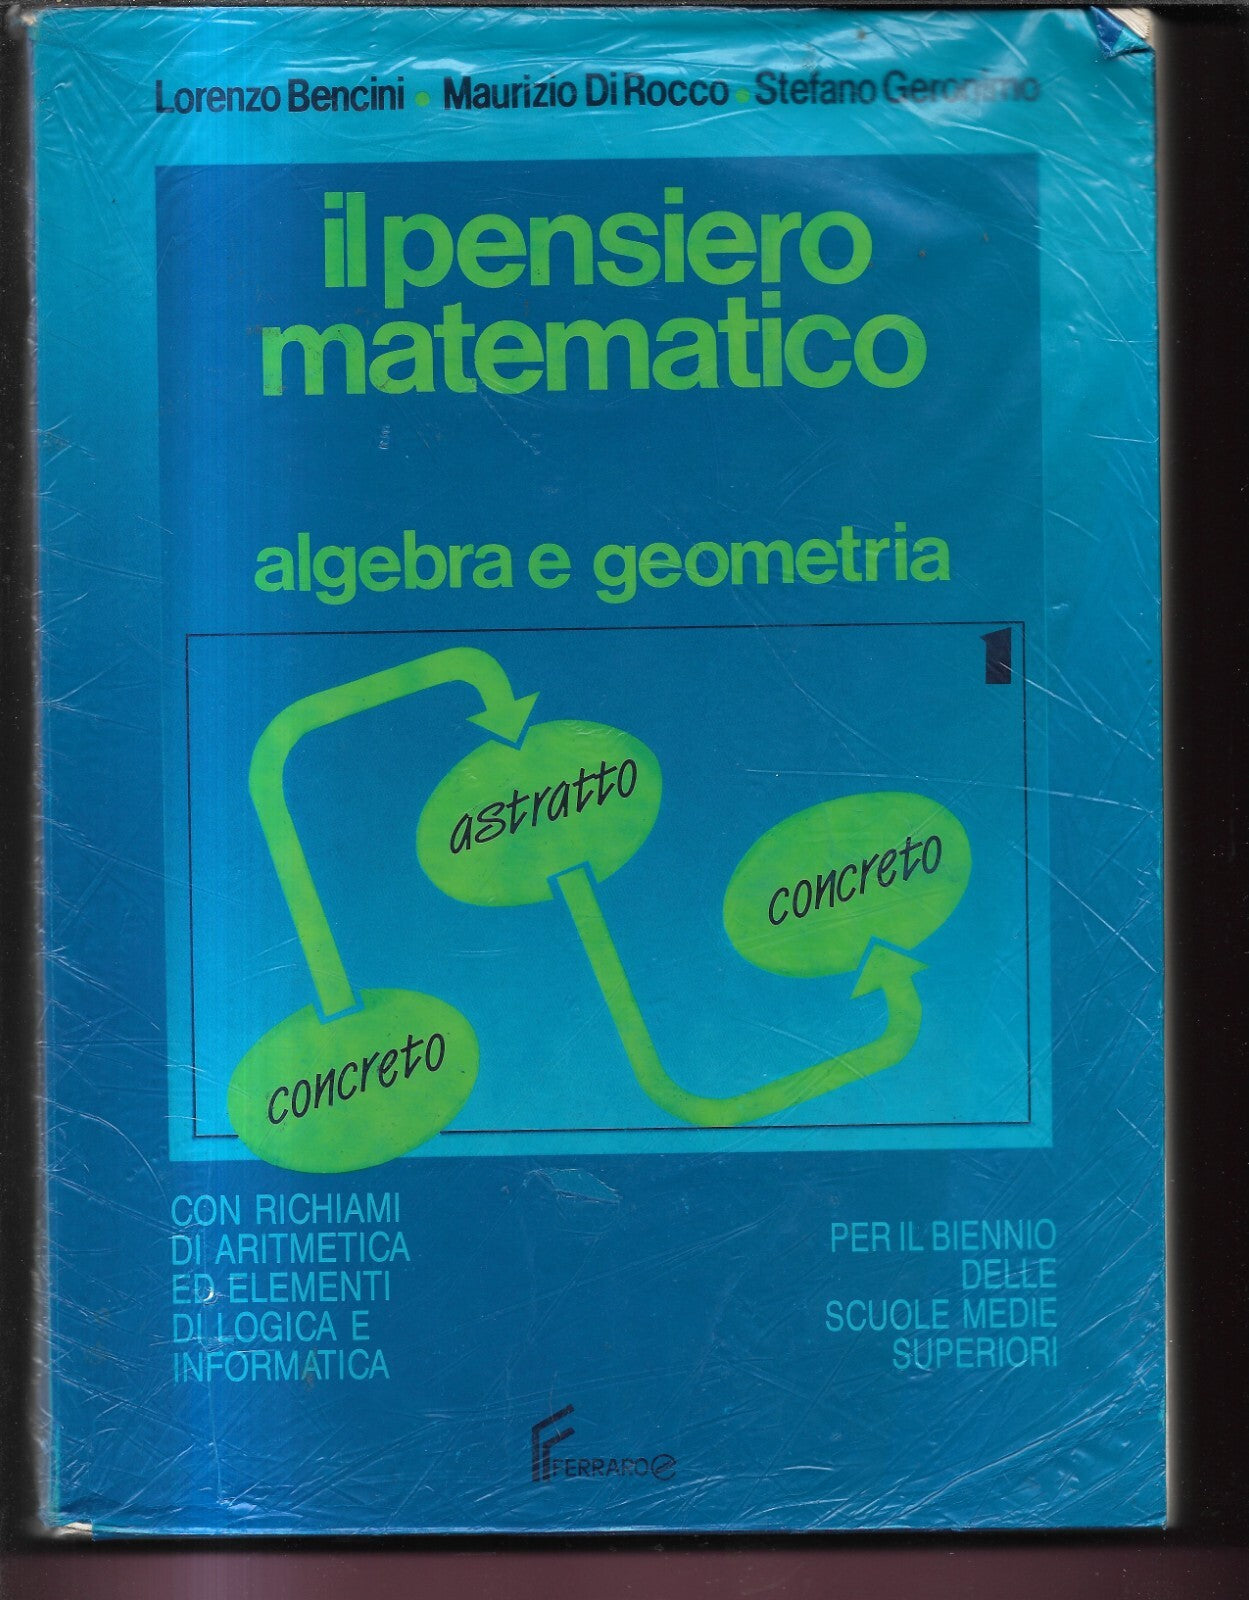 Lorenzo Bencini • Maurizio Di Rocco • Stefano Geronimo
il pensiero
matematico
algebra e geometria
1
astratto
concreto
concreto
CON RICHIAMI
DI ARITMETICA
ED ELEMENTI
DI LOGICA E
INFORMATICA
PER IL BIENNIO
DELLE
SCUOLE MEDIE
SUPERIORI
FERRARO